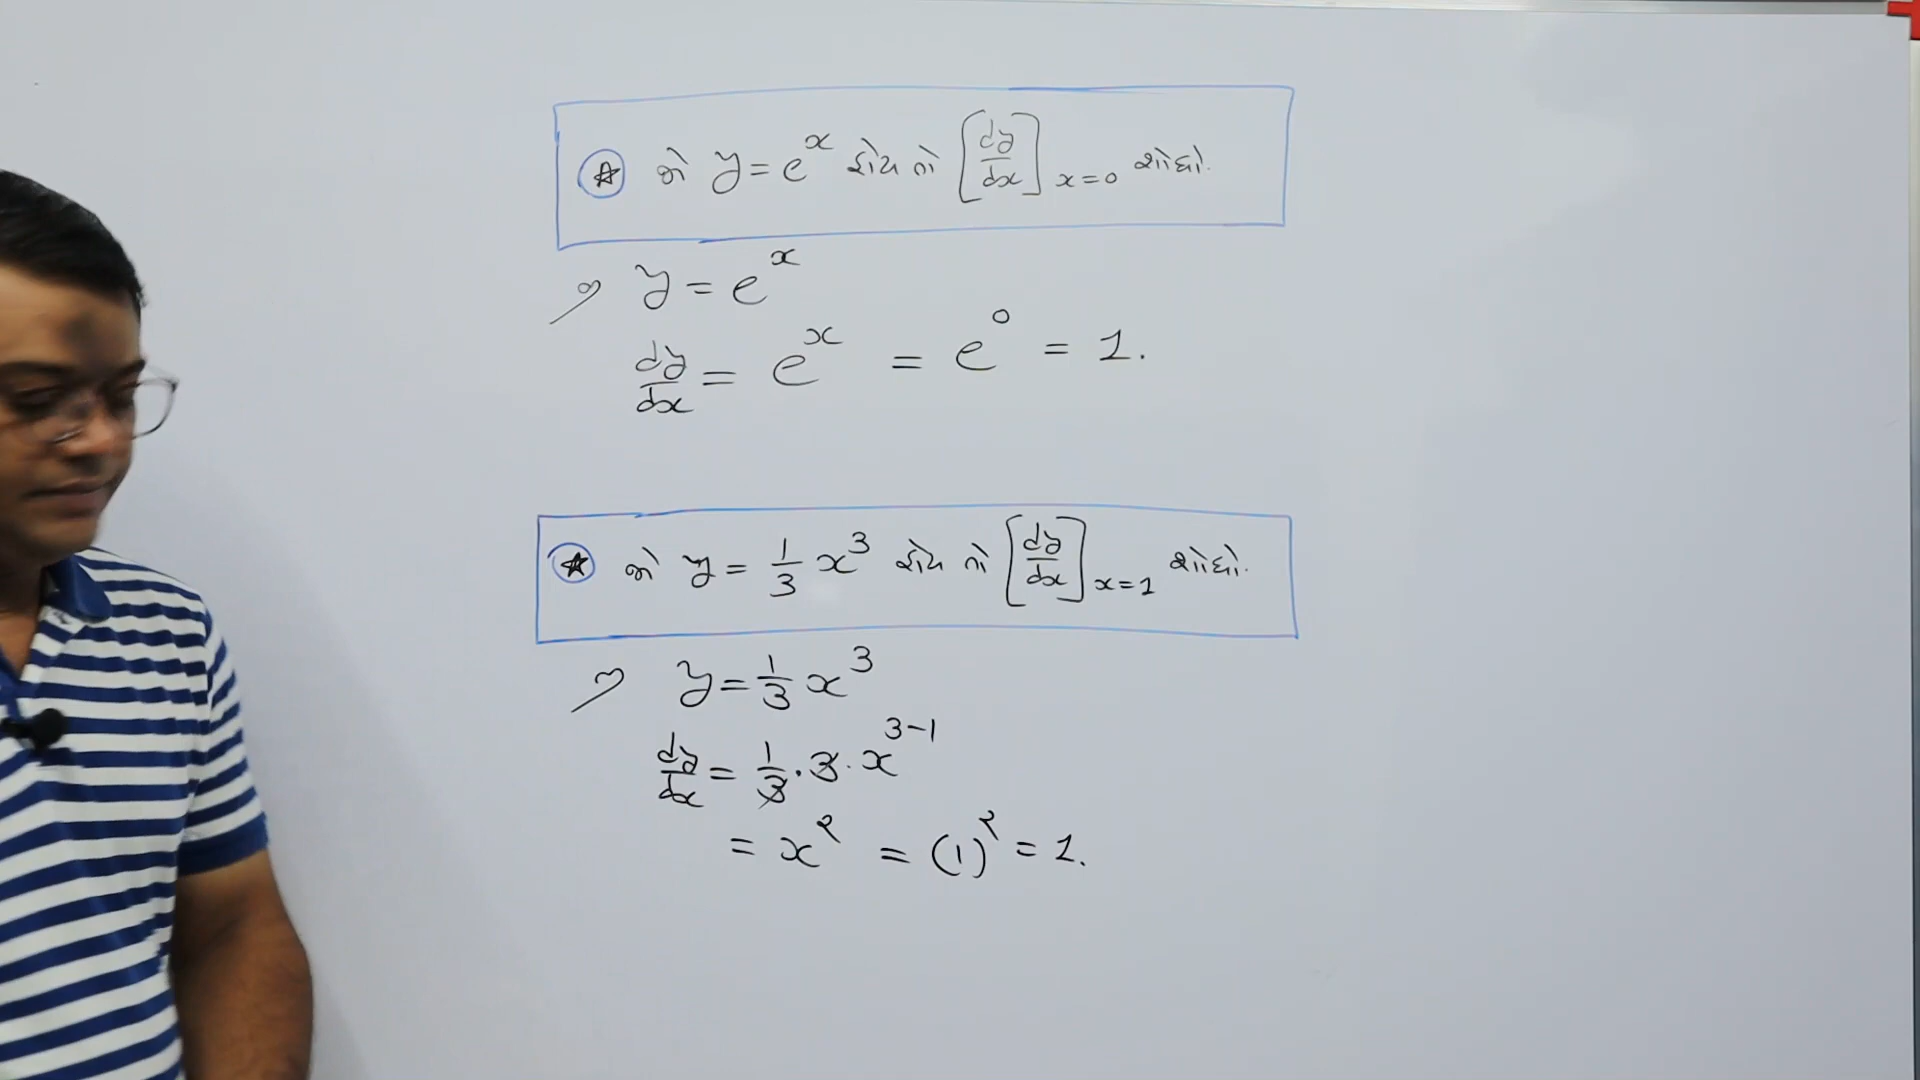 જો y = e^x હોય તો [dy/dx] x=0 શોધો.
⇒ y = e^x
dy/dx = e^x = e^0 = 1.
જો y = 1/3 x^3 હોય તો [dy/dx] x=1 શોધો.
⇒ y = 1/3 x^3
dy/dx = 1/3 · 3 · x^3-1
= x^2 = (1)^2 = 1.